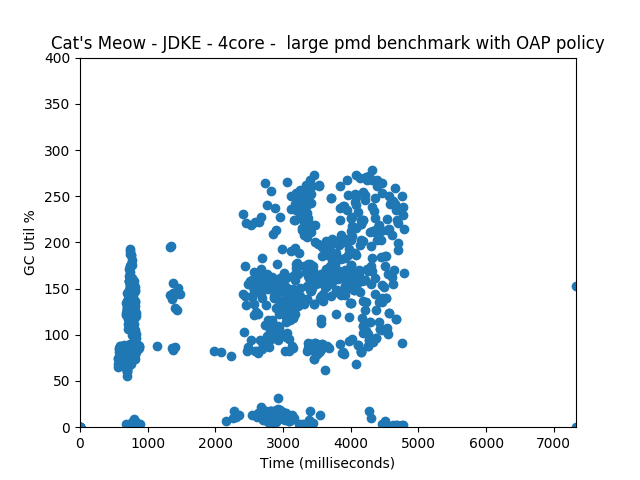 Cat's Meow - JDKE - 4core -  large pmd benchmark with OAP policy
400
350
300
250
200
150
100
50
0
GC Util %
0 1000 2000 3000 4000 5000 6000 7000
Time (milliseconds)